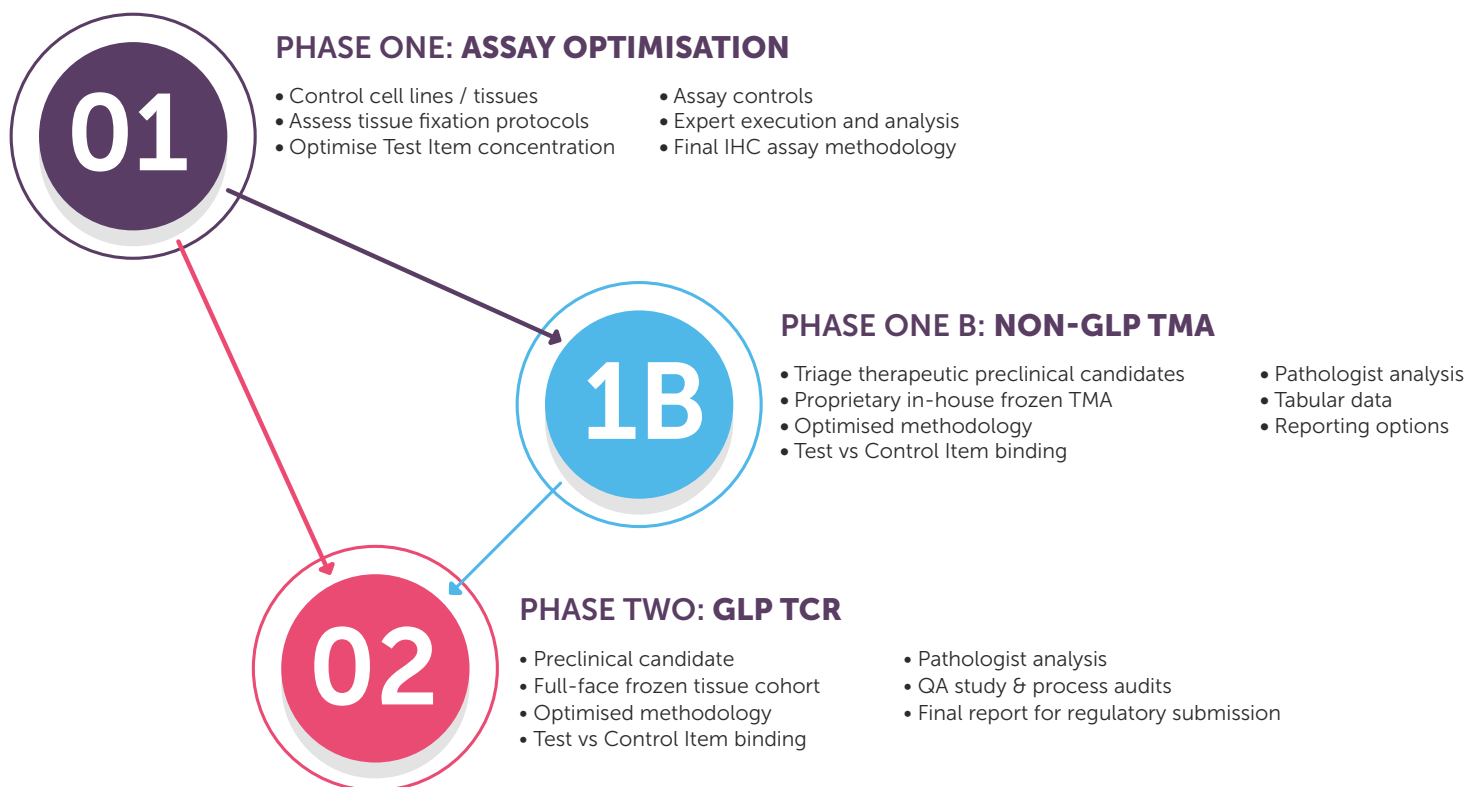 01
PHASE ONE: ASSAY OPTIMISATION
• Control cell lines / tissues
• Assess tissue fixation protocols
• Optimise Test Item concentration
• Assay controls
• Expert execution and analysis
• Final IHC assay methodology
1B
PHASE ONE B: NON-GLP TMA
• Triage therapeutic preclinical candidates
• Proprietary in-house frozen TMA
• Optimised methodology
• Test vs Control Item binding
• Pathologist analysis
• Tabular data
• Reporting options
02
PHASE TWO: GLP TCR
• Preclinical candidate
• Full-face frozen tissue cohort
• Optimised methodology
• Test vs Control Item binding
• Pathologist analysis
• QA study & process audits
• Final report for regulatory submission